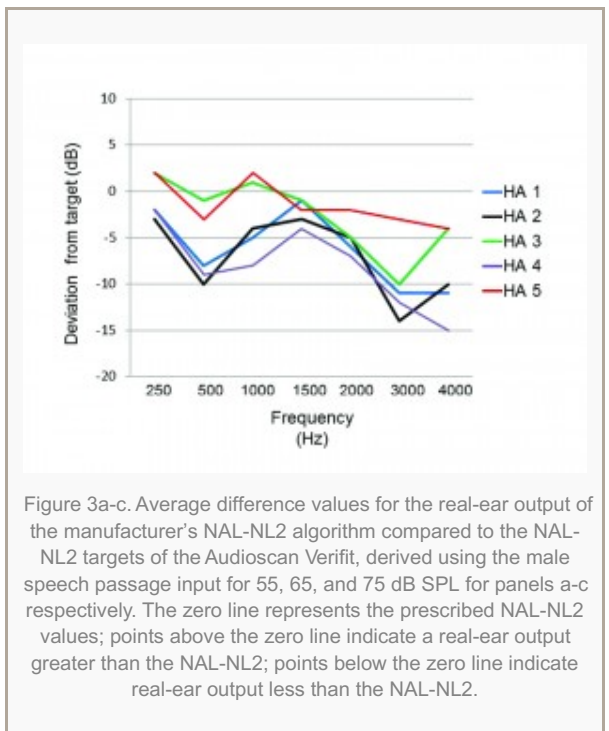 10
5
0
-5
-10
-15
-20
Deviation from target (dB)
250 500 1000 1500 2000 3000 4000
Frequency
(Hz)
HA 1
HA 2
HA 3
HA 4
HA 5
Figure 3a-c. Average difference values for the real-ear output of
the manufacturer's NAL-NL2 algorithm compared to the NAL-
NL2 targets of the Audioscan Verifit, derived using the male
speech passage input for 55, 65, and 75 dB SPL for panels a-c
respectively. The zero line represents the prescribed NAL-NL2
values; points above the zero line indicate a real-ear output
greater than the NAL-NL2; points below the zero line indicate
real-ear output less than the NAL-NL2.